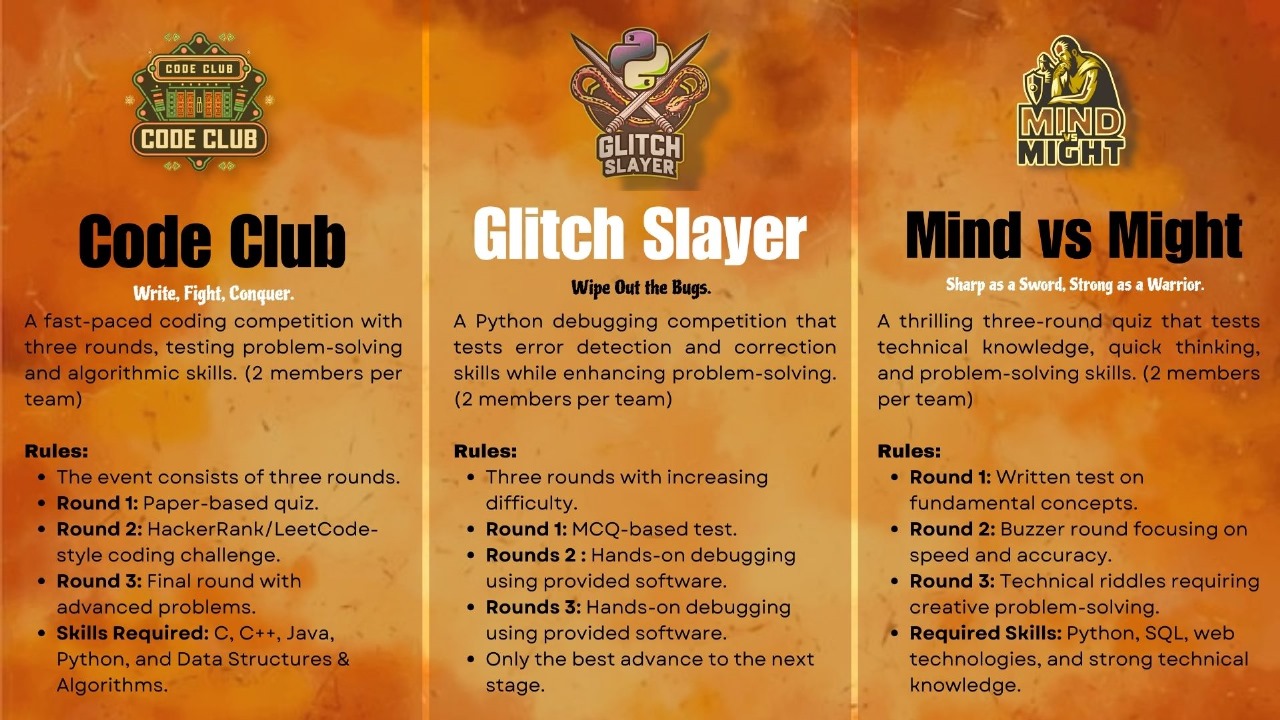 CODE CLUB
CODE CLUB
Code Club
Write, Fight, Conquer.
A fast-paced coding competition with
three rounds, testing problem-solving
and algorithmic skills. (2 members per
team)
Rules:
• The event consists of three rounds.
• Round 1: Paper-based quiz.
• Round 2: HackerRank/LeetCode-
style coding challenge.
• Round 3: Final round with
advanced problems.
• Skills Required: C, C++, Java,
Python, and Data Structures &
Algorithms.
GLITCH
SLAYER
Glitch Slayer
Wipe Out the Bugs.
A Python debugging competition that
tests error detection and correction
skills while enhancing problem-solving.
(2 members per team)
Rules:
• Three rounds with increasing
difficulty.
• Round 1: MCQ-based test.
• Rounds 2 : Hands-on debugging
using provided software.
• Rounds 3: Hands-on debugging
using provided software.
• Only the best advance to the next
stage.
MIND
VS
MIGHT
Mind vs Might
Sharp as a Sword, Strong as a Warrior.
A thrilling three-round quiz that tests
technical knowledge, quick thinking,
and problem-solving skills. (2 members
per team)
Rules:
• Round 1: Written test on
fundamental concepts.
• Round 2: Buzzer round focusing on
speed and accuracy.
• Round 3: Technical riddles requiring
creative problem-solving.
• Required Skills: Python, SQL, web
technologies, and strong technical
knowledge.